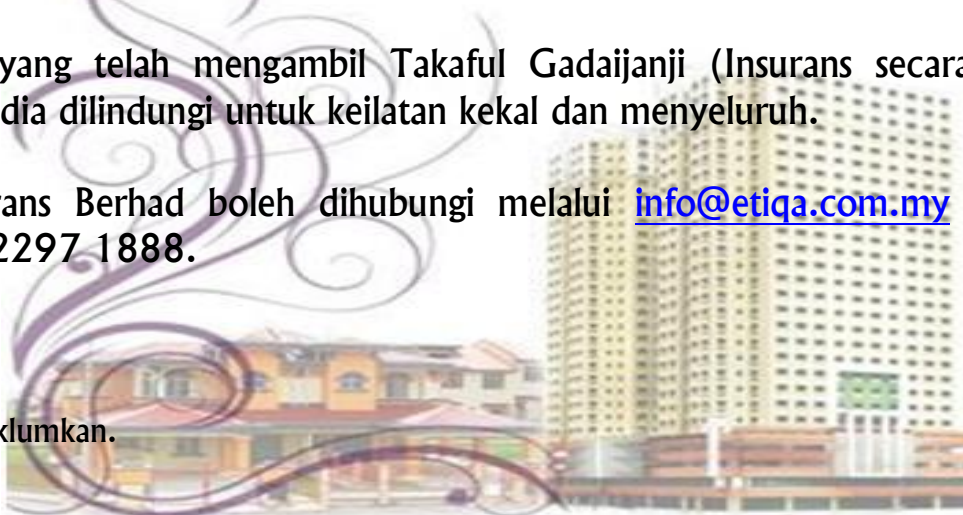 yang telah mengambil Takaful Gadaijanji (Insurans secara
dia dilindungi untuk keilatan kekal dan menyeluruh.
rans Berhad boleh dihubungi melalui info@etiqa.com.my
2297 1888.
klumkan.